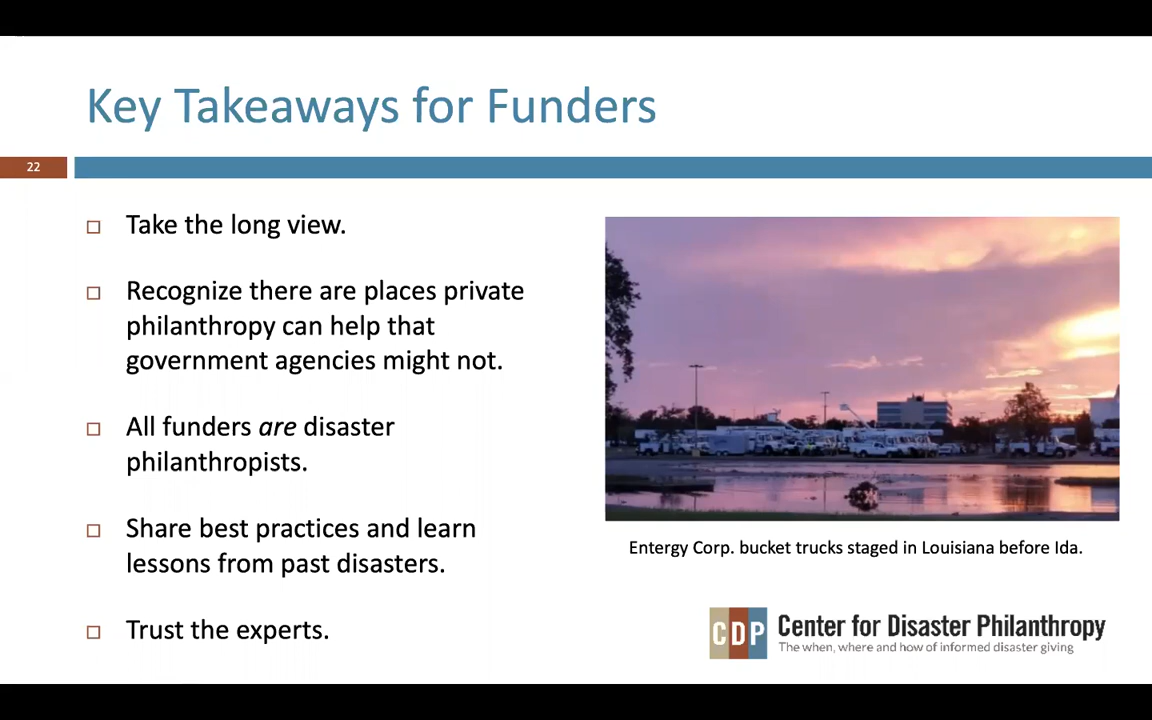 Key Takeaways for Funders
22
Take the long view.
Recognize there are places private
philanthropy can help that
government agencies might not.
All funders are disaster
philanthropists.
Share best practices and learn
lessons from past disasters.
Trust the experts.
Entergy Corp. bucket trucks staged in Louisiana before Ida.
CDP
Center for Disaster Philanthropy
The when, where and how of informed disaster giving